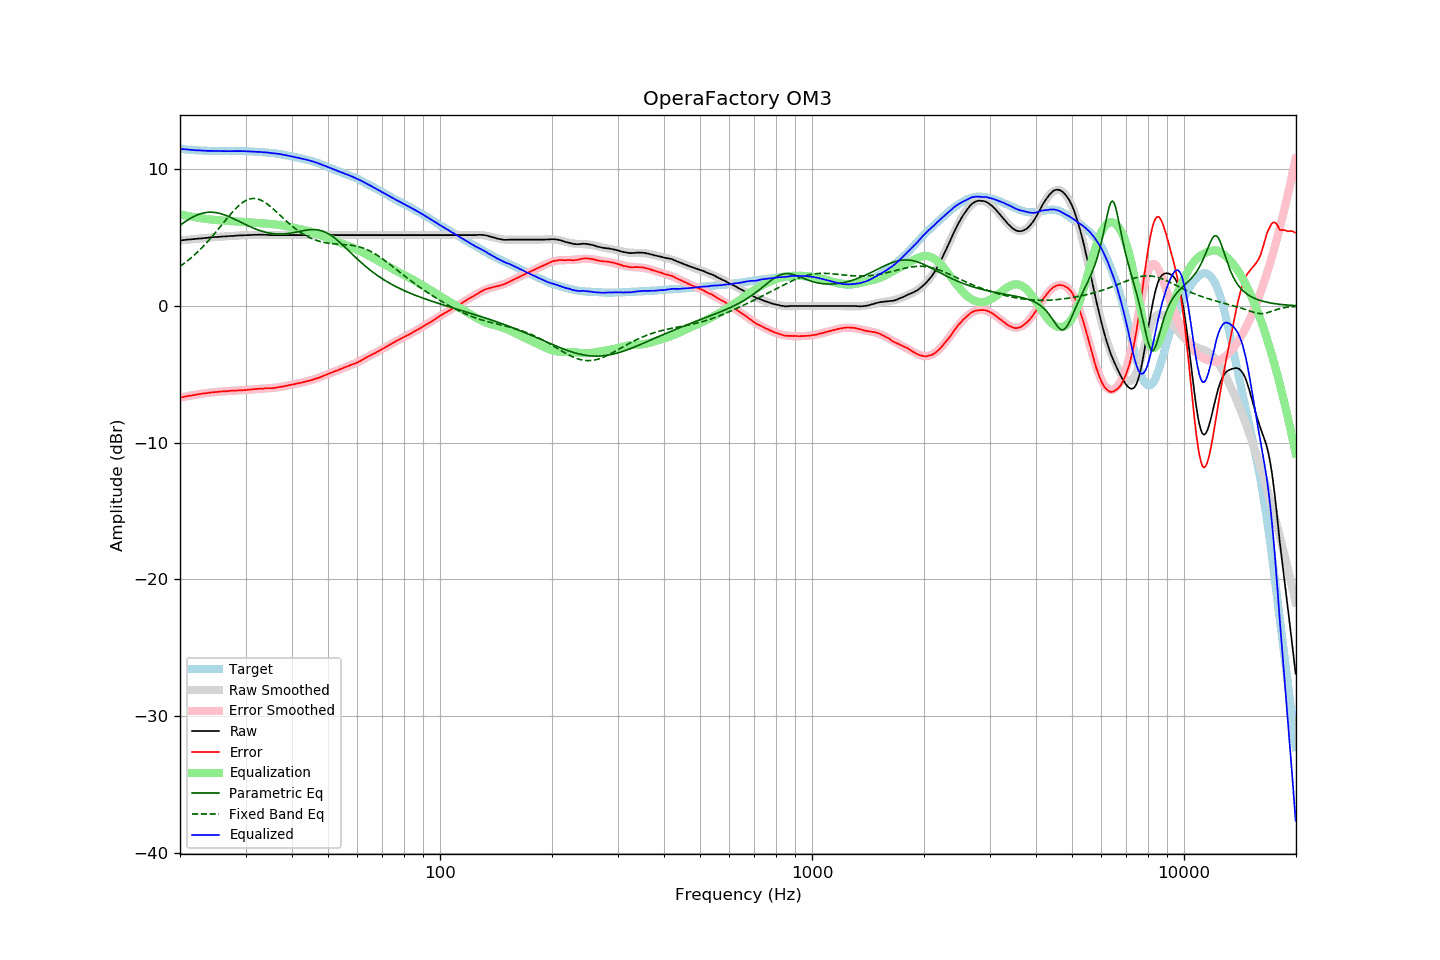 OperaFactory OM3
10
0
−10
−20
−30
−40
Amplitude (dBr)
Target
Raw Smoothed
Error Smoothed
Raw
Error
Equalization
Parametric Eq
Fixed Band Eq
Equalized
100
1000
10000
Frequency (Hz)